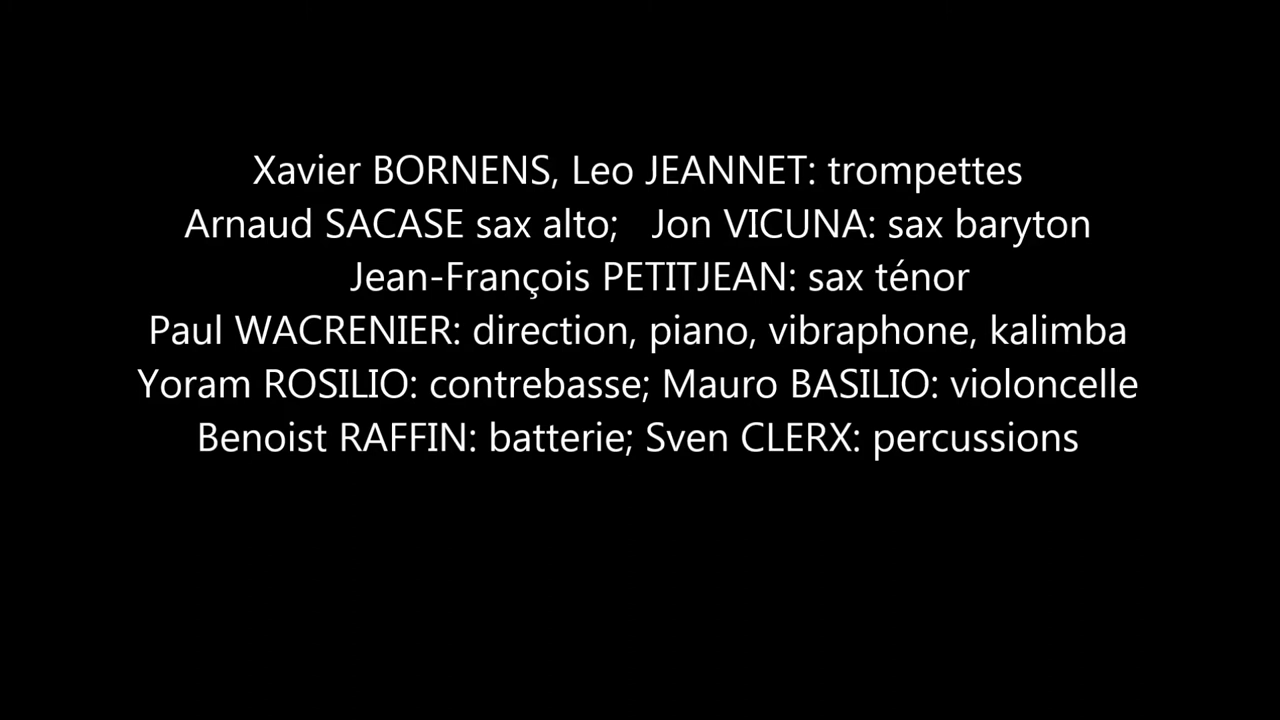 Xavier BORNENS, Leo JEANNET: trompettes
Arnaud SACASE sax alto; Jon VICUNA: sax baryton
Jean-François PETITJEAN: sax ténor
Paul WACRENIER: direction, piano, vibraphone, kalimba
Yoram ROSILIO: contrebasse; Mauro BASILIO: violoncelle
Benoist RAFFIN: batterie; Sven CLERX: percussions